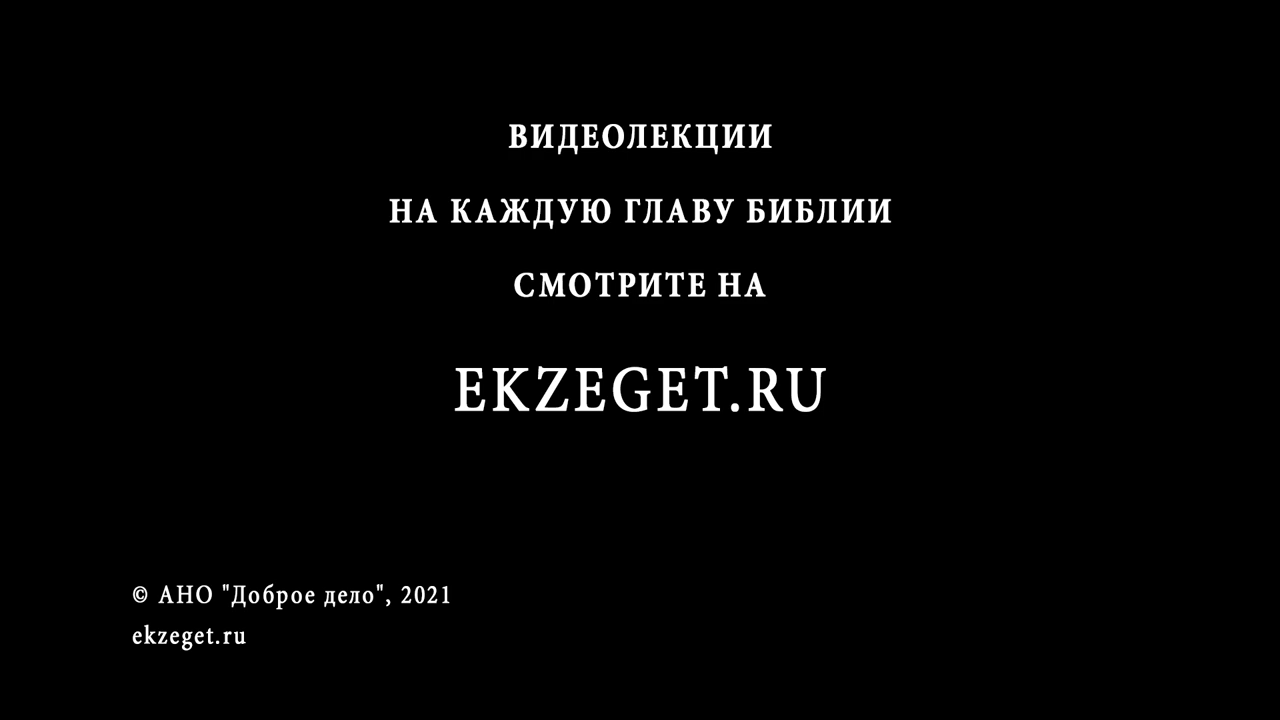 ВИДЕОЛЕКЦИИ
НА КАЖДУЮ ГЛАВУ БИБЛИИ
СМОТРИТЕ НА
EKZEGET.RU
© АНО "Доброе дело", 2021
ekzeget.ru